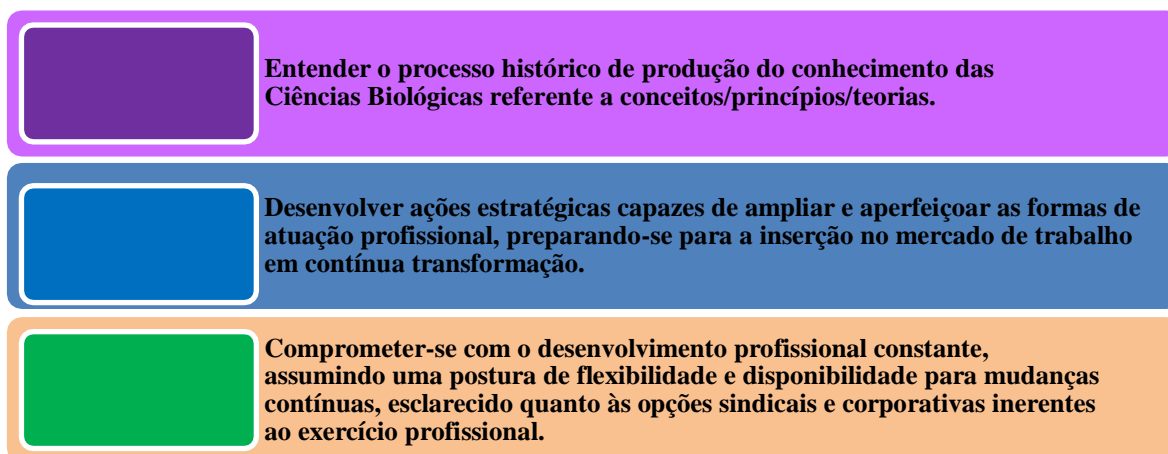 Entender o processo histórico de produção do conhecimento das
Ciências Biológicas referente a conceitos/princípios/teorias.
Desenvolver ações estratégicas capazes de ampliar e aperfeiçoar as formas de
atuação profissional, preparando-se para a inserção no mercado de trabalho
em contínua transformação.
Comprometer-se com o desenvolvimento profissional constante,
assumindo uma postura de flexibilidade e disponibilidade para mudanças
contínuas, esclarecido quanto às opções sindicais e corporativas inerentes
ao exercício profissional.